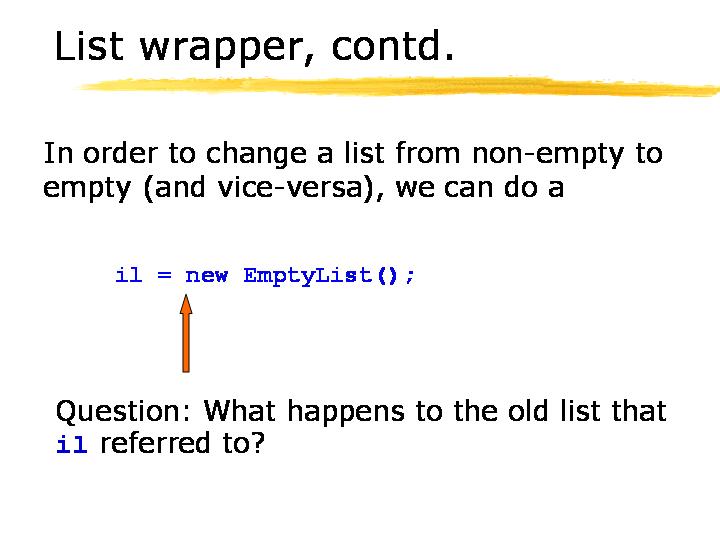 List wrapper, contd.
In order to change a list from non-empty to
empty (and vice-versa), we can do a
il = new EmptyList();
Question: What happens to the old list that
il referred to?